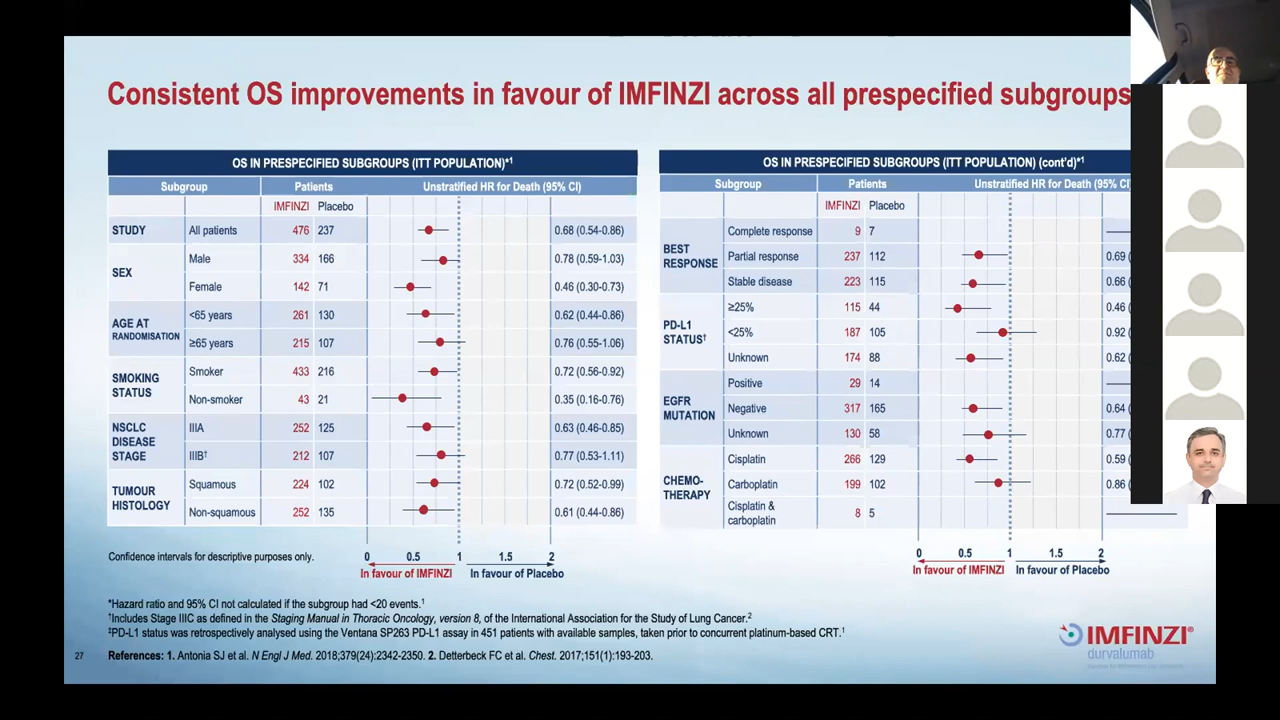 Consistent OS improvements in favour of IMFINZI across all prespecified subgroups
OS IN PRESPECIFIED SUBGROUPS (ITT POPULATION)*1
Subgroup Patients Unstratified HR for Death (95% CI)
IMFINZI Placebo
STUDY All patients 476 237 0.68 (0.54-0.86)
SEX
Male 334 166 0.78 (0.59-1.03)
Female 142 71 0.46 (0.30-0.73)
AGE AT
RANDOMISATION
<65 years 261 130 0.62 (0.44-0.86)
≥65 years 215 107 0.76 (0.55-1.06)
SMOKING
STATUS
Smoker 433 216 0.72 (0.56-0.92)
Non-smoker 43 21 0.35 (0.16-0.76)
NSCLC
DISEASE
STAGE
IIIA 252 125 0.63 (0.46-0.85)
IIIB† 212 107 0.77 (0.53-1.11)
TUMOUR
HISTOLOGY
Squamous 224 102 0.72 (0.52-0.99)
Non-squamous 252 135 0.61 (0.44-0.86)
0 0.5 1 1.5 2
In favour of IMFINZI In favour of Placebo
OS IN PRESPECIFIED SUBGROUPS (ITT POPULATION) (cont'd)*1
Subgroup Patients Unstratified HR for Death (95% CI
IMFINZI Placebo
BEST
RESPONSE
Complete response 9 7
Partial response 237 112 0.69 (
Stable disease 223 115 0.66 (
PD-L1
STATUS†
≥25% 115 44 0.46 (
<25% 187 105 0.92 (
Unknown 174 88 0.62 (
EGFR
MUTATION
Positive 29 14
Negative 317 165 0.64 (
Unknown 130 58 0.77 (
CHEMO-
THERAPY
Cisplatin 266 129 0.59 (
Carboplatin 199 102 0.86 (
Cisplatin &
carboplatin 8 5
0 0.5 1 1.5 2
In favour of IMFINZI In favour of Placebo
Confidence intervals for descriptive purposes only.
*Hazard ratio and 95% CI not calculated if the subgroup had <20 events.1
†Includes Stage IIIC as defined in the Staging Manual in Thoracic Oncology, version 8, of the International Association for the Study of Lung Cancer.2
‡PD-L1 status was retrospectively analysed using the Ventana SP263 PD-L1 assay in 451 patients with available samples, taken prior to concurrent platinum-based CRT.1
27 References: 1. Antonia SJ et al. N Engl J Med. 2018;379(24):2342-2350. 2. Detterbeck FC et al. Chest. 2017;151(1):193-203.
IMFINZI®
durvalumab